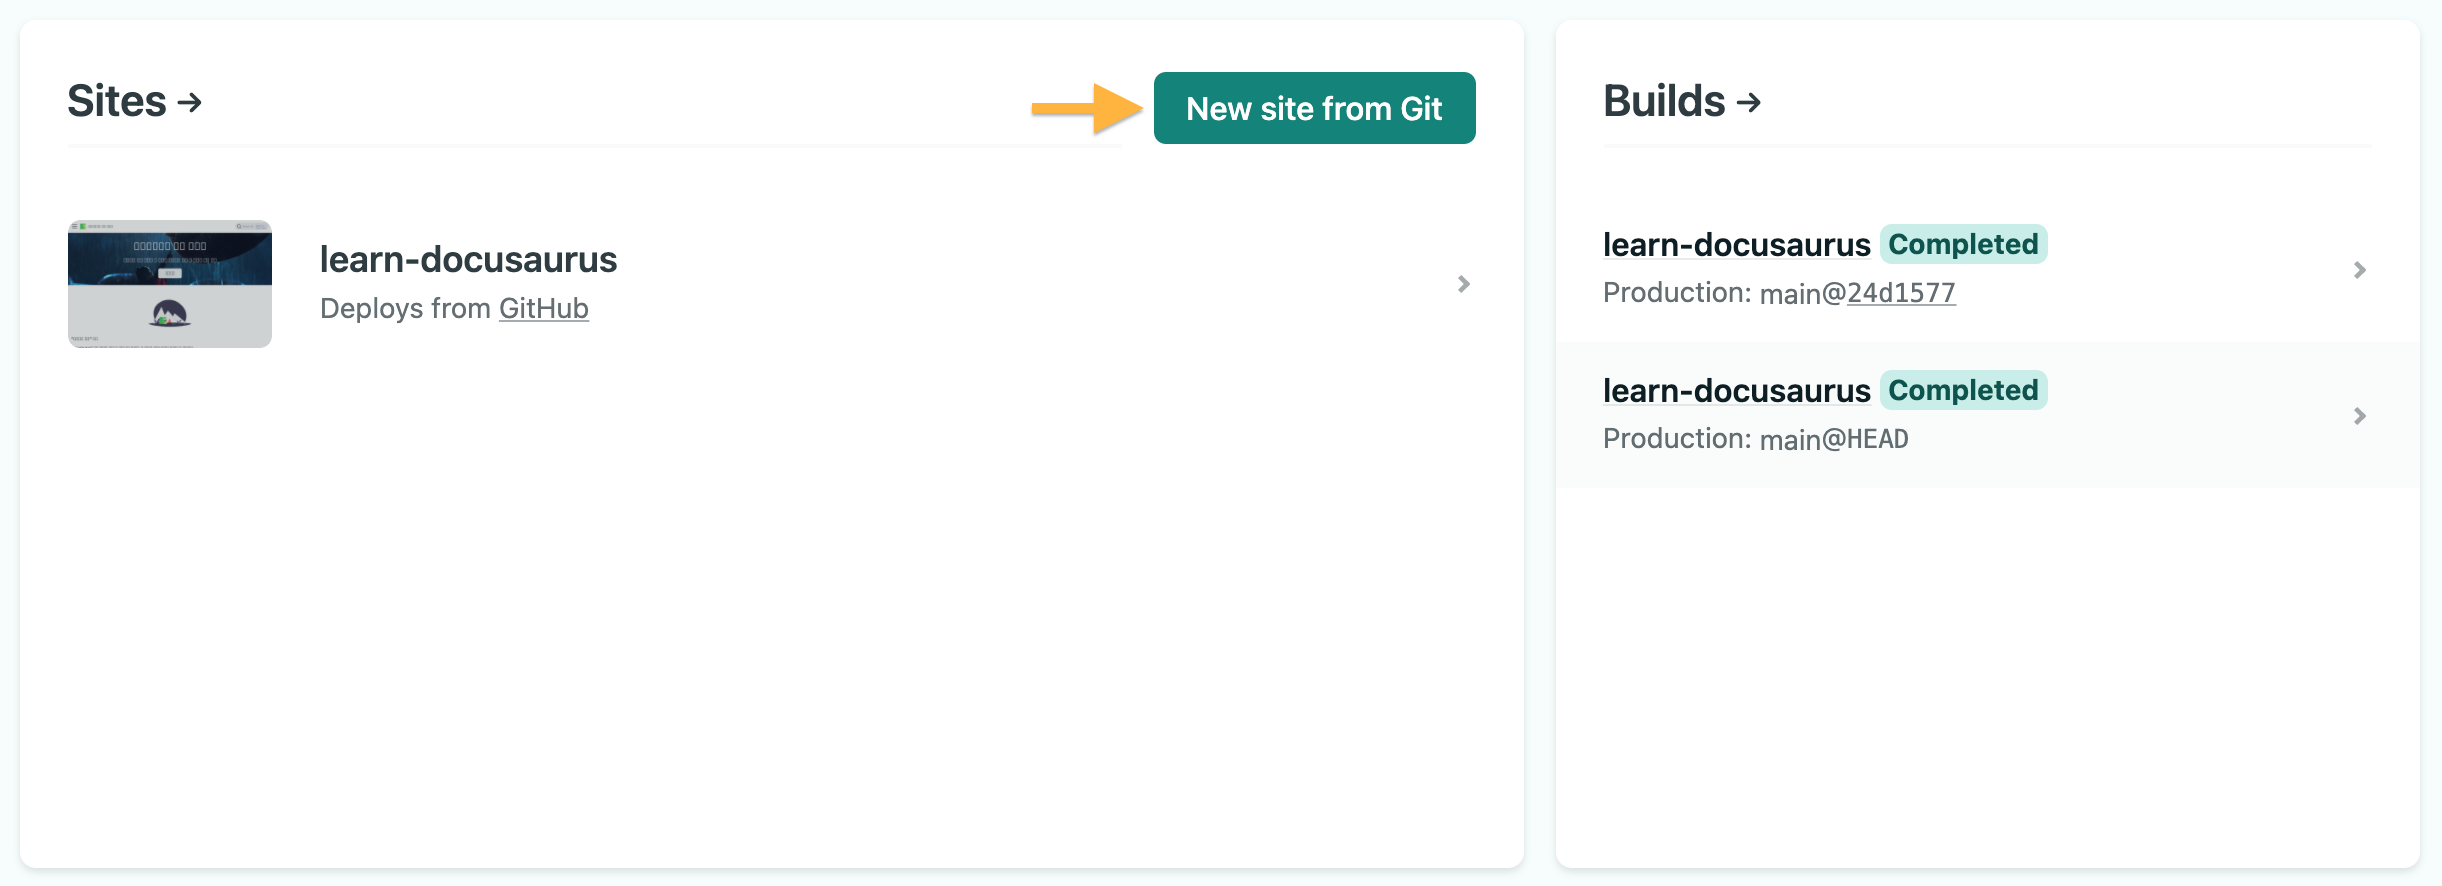 Sites →
New site from Git
learn-docusaurus
Deploys from GitHub
Builds →
learn-docusaurus Completed
Production: main@24d1577
learn-docusaurus Completed
Production: main@HEAD